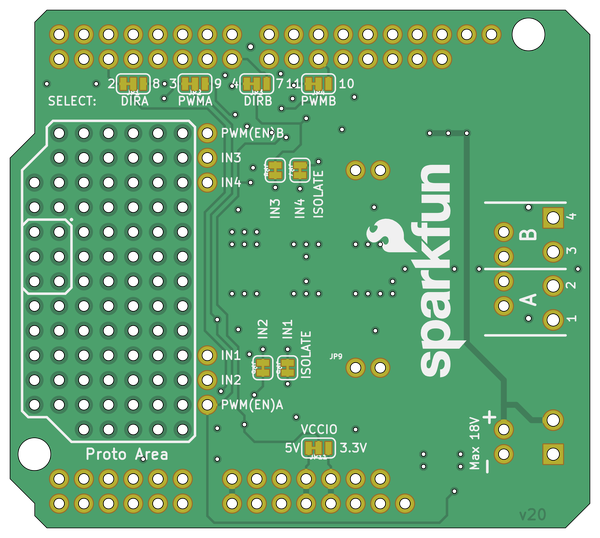 2 8 3 9 4 7 11 10
SELECT: DIRA PWMA DIRB PWMB
PWM(EN)B
IN3
IN4
IN3 IN4 ISOLATE
sparkfun
B
4
3
A
2
1
IN2 IN1 ISOLATE
JP9
IN1
IN2
PWM(EN)A
VCCIO
5V 3.3V
Proto Area
Max 18V
+
-
v20